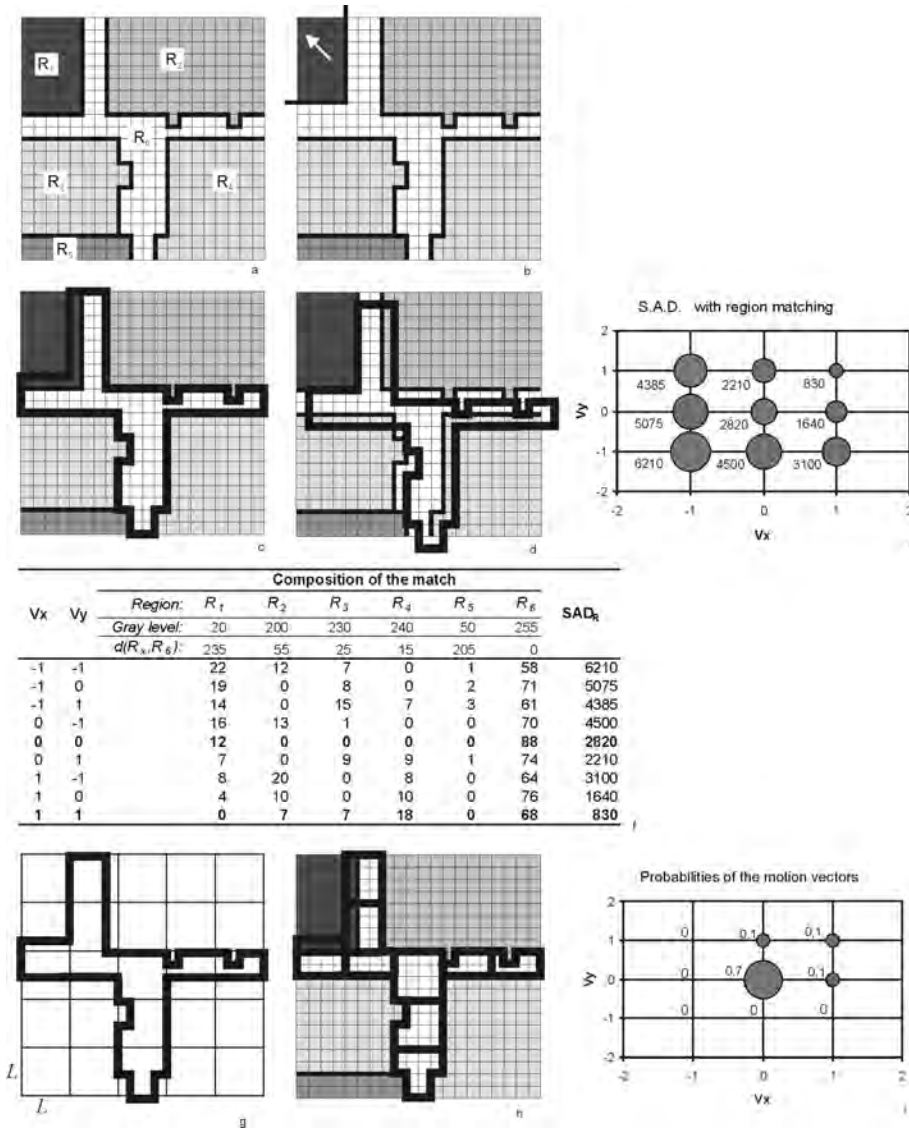 R₁
R₂
R₆
R₃
R₄
R₅
a
b
S.A.D. with region matching
2
1
0
-1
-2
Vy
4385 2210 830
5075 2820 1640
6210 4500 3100
-2 -1 0 1 2
Vx
c
d
Composition of the match
Vx Vy Region: R₁ R₂ R₃ R₄ R₅ R₆ SAD_R
Gray level: 20 200 230 240 50 255
d(Rₓ,R₆): 235 55 25 15 205 0
-1 -1 22 12 7 0 1 58 6210
-1 0 19 0 8 0 2 71 5075
-1 1 14 0 15 7 3 61 4385
0 -1 16 13 1 0 0 70 4500
0 0 12 0 0 0 0 88 2820
0 1 7 0 9 9 1 74 2210
1 -1 8 20 0 8 0 64 3100
1 0 4 10 0 10 0 76 1640
1 1 0 7 7 18 0 68 830
f
Probabilities of the motion vectors
2
1
0
-1
-2
Vy
0 0.1 0.1
0 0.7 0.1
0 0 0
-2 -1 0 1 2
Vx
L
L
g
h